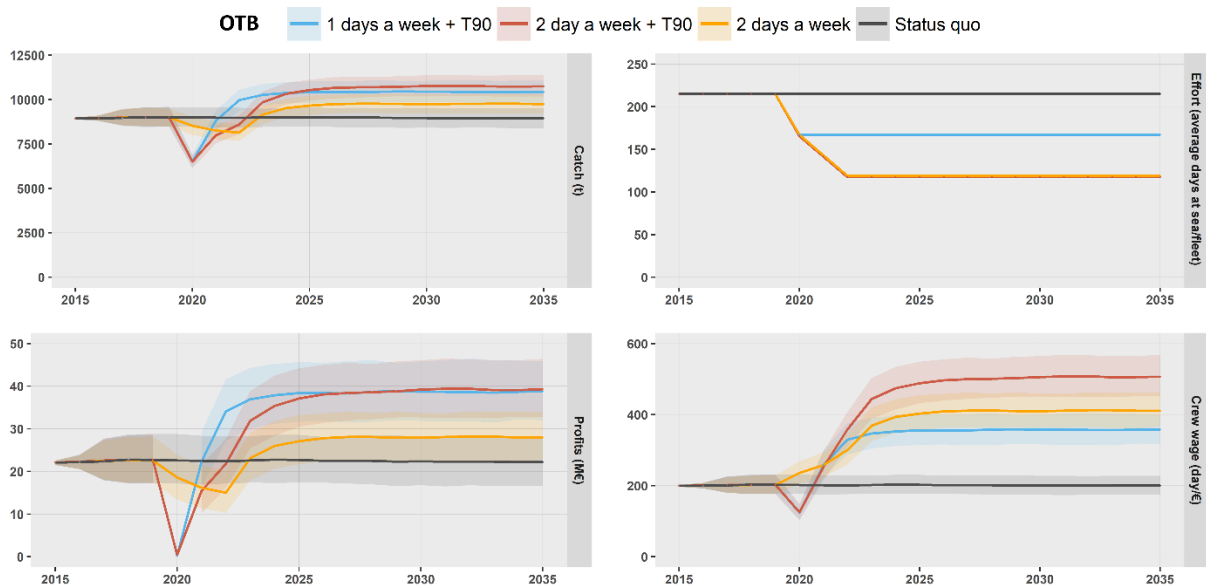 OTB 1 days a week + T90 2 day a week + T90 2 days a week Status quo
12500
10000
7500
5000
2500
0
2015 2020 2025 2030 2035
Catch (t)
250
200
150
100
50
0
2015 2020 2025 2030 2035
Effort (average days at sea/fleet)
50
40
30
20
10
0
2015 2020 2025 2030 2035
Profits (M€)
600
400
200
0
2015 2020 2025 2030 2035
Crew wage (day/€)